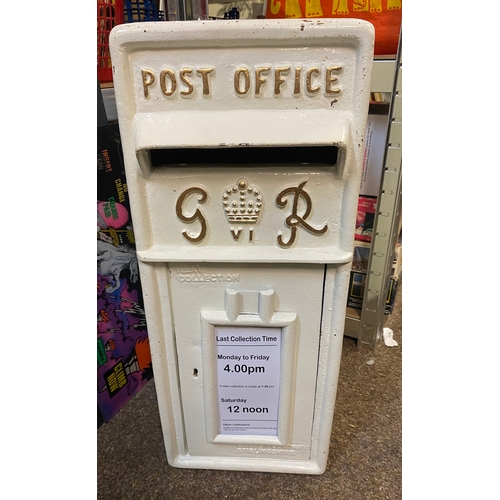 POST OFFICE
G R
VI
COLLECTION
Last Collection Time
Monday to Friday
4.00pm
Saturday
12 noon